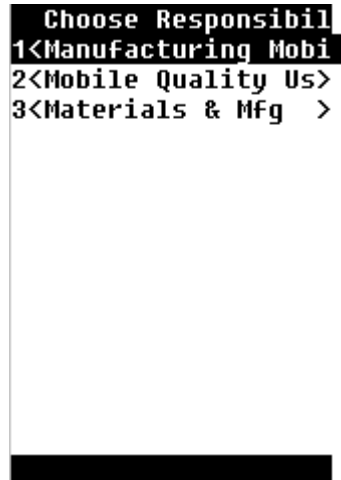 Choose Responsibil
1<Manufacturing Mobi
2<Mobile Quality Us>
3<Materials & Mfg >